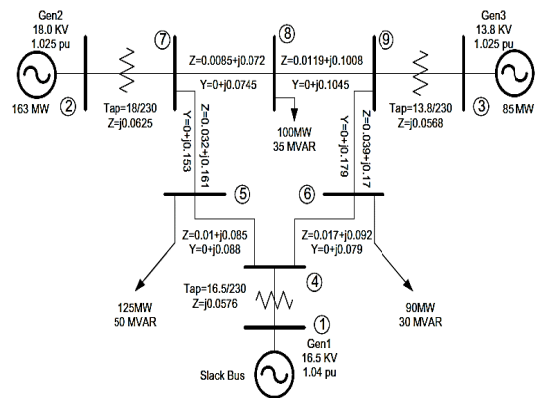 Gen2
18.0 KV
1.025 pu
163 MW
②
Tap=18/230
Z=j0.0625
⑦
Z=0.0085+j0.072
Y=0+j0.0745
⑧
Z=0.0119+j0.1008
Y=0+j0.1045
⑨
100MW
35 MVAR
Tap=13.8/230
Z=j0.0568
③
Gen3
13.8 KV
1.025 pu
85 MW
Z=0.032+j0.161
Y=0+j0.153
Z=0.039+j0.17
Y=0+j0.179
⑤
⑥
Z=0.01+j0.085
Y=0+j0.088
Z=0.017+j0.092
Y=0+j0.079
125MW
50 MVAR
90MW
30 MVAR
Tap=16.5/230
Z=j0.0576
④
①
Gen1
16.5 KV
1.04 pu
Slack Bus